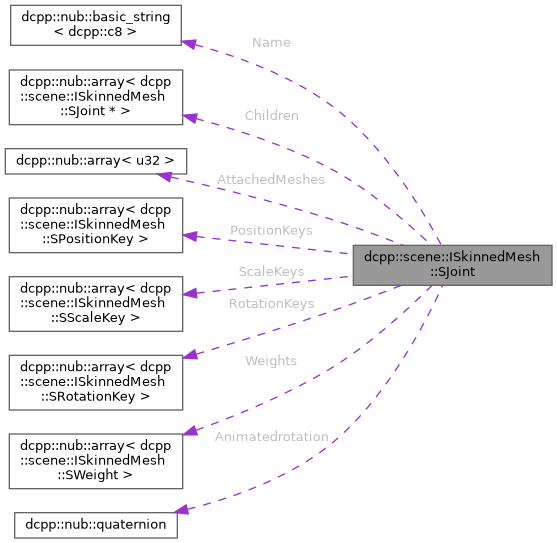 dcpp::nub::basic_string
< dcpp::c8 >
Name
dcpp::nub::array< dcpp
::scene::ISkinnedMesh
::SJoint * >
Children
dcpp::nub::array< u32 >
AttachedMeshes
dcpp::nub::array< dcpp
::scene::ISkinnedMesh
::SPositionKey >
PositionKeys
dcpp::scene::ISkinnedMesh
::SJoint
ScaleKeys
dcpp::nub::array< dcpp
::scene::ISkinnedMesh
::SScaleKey >
RotationKeys
dcpp::nub::array< dcpp
::scene::ISkinnedMesh
::SRotationKey >
Weights
dcpp::nub::array< dcpp
::scene::ISkinnedMesh
::SWeight >
Animatedrotation
dcpp::nub::quaternion